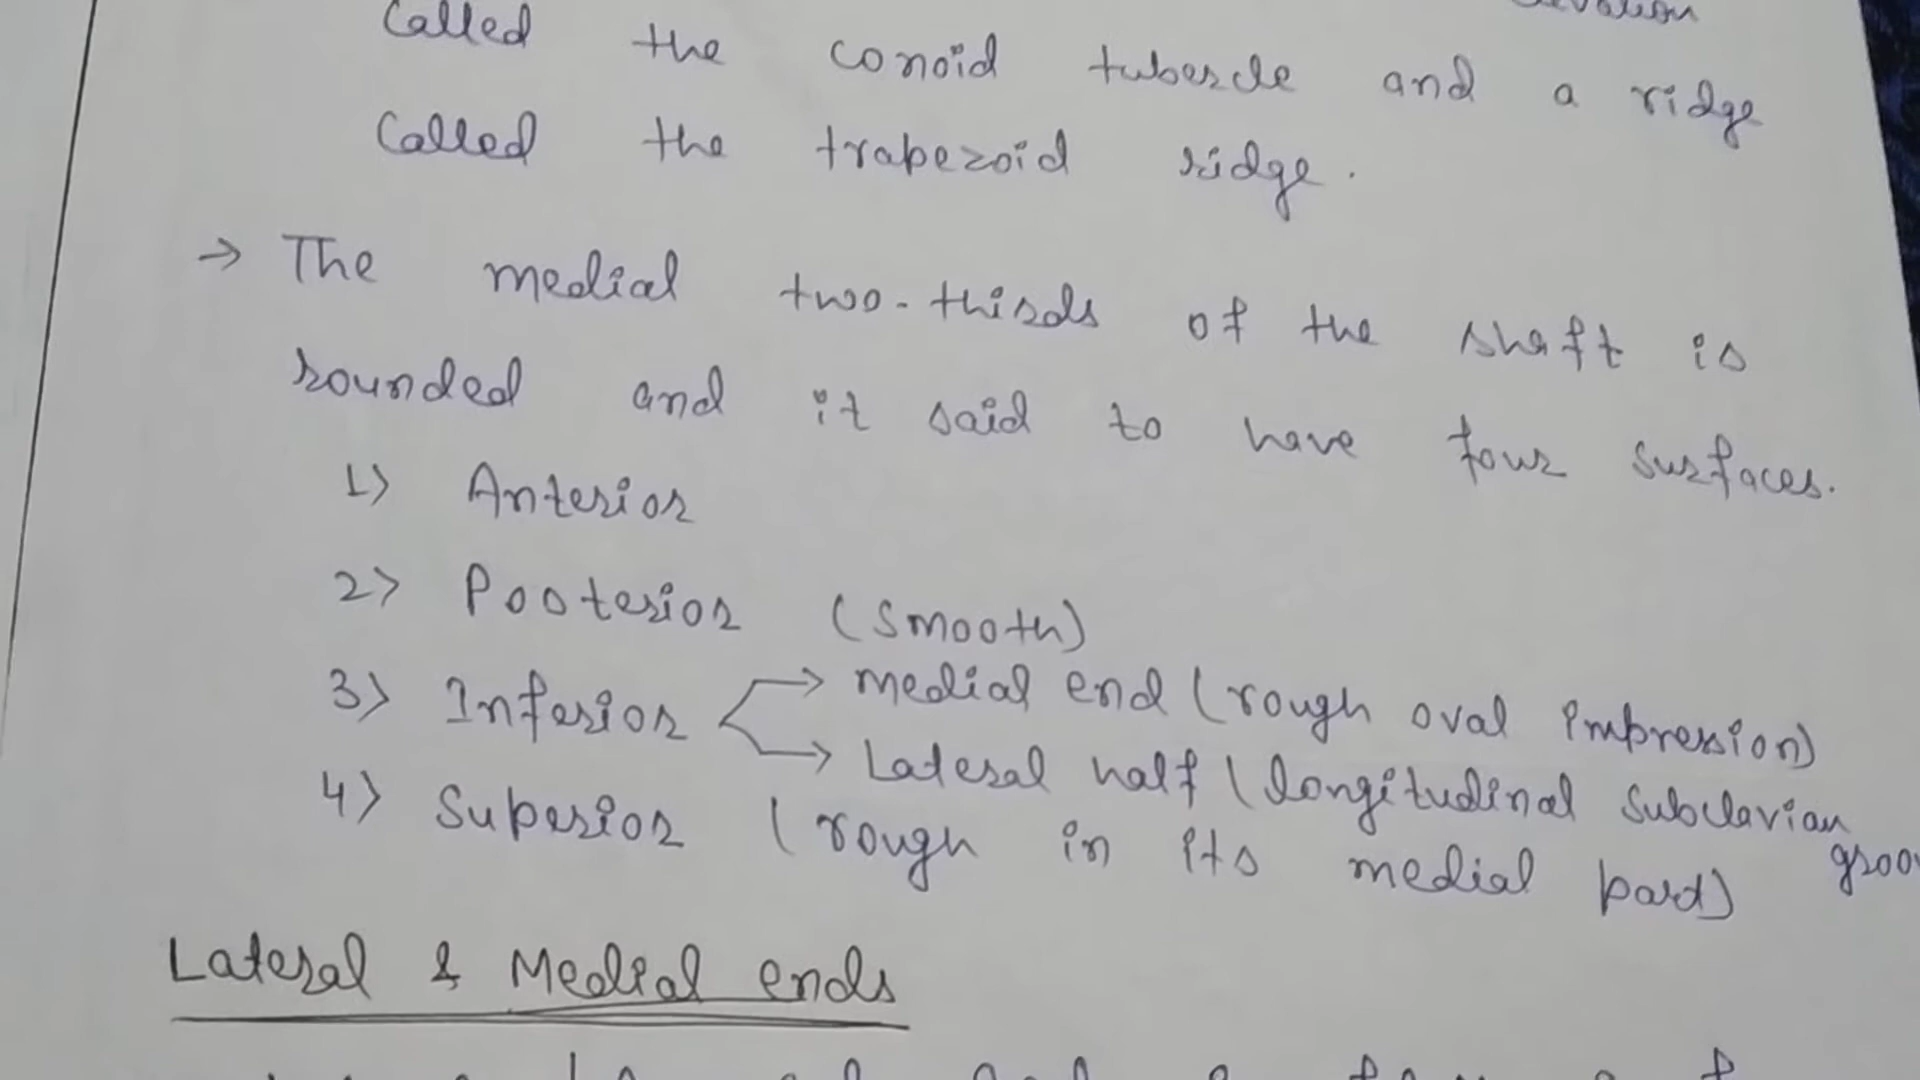 Called the conoid tubercle and a ridge
Called the trapezoid ridge.
→ The medial two-thirds of the shaft is
rounded and it said to have four surfaces.
1) Anterior
2) Posterior (Smooth)
3) Inferior → medial end (rough oval impression)
→ Lateral half (longitudinal subclavian groo
4) Superior (rough in its medial part)
Lateral & Medial ends